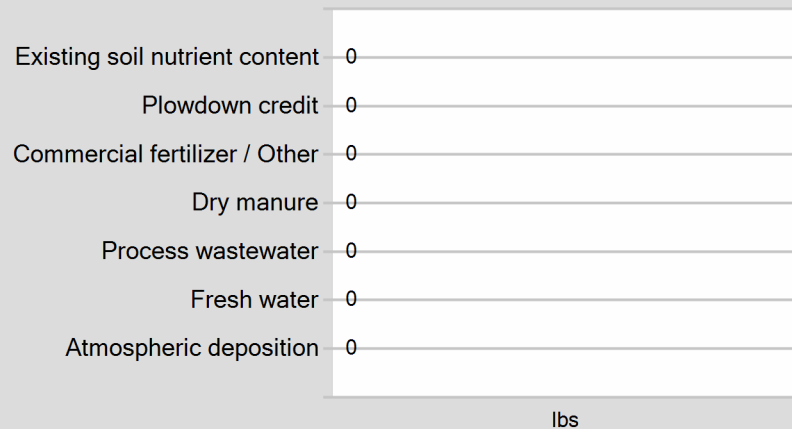 Existing soil nutrient content 0
Plowdown credit 0
Commercial fertilizer / Other 0
Dry manure 0
Process wastewater 0
Fresh water 0
Atmospheric deposition 0
lbs